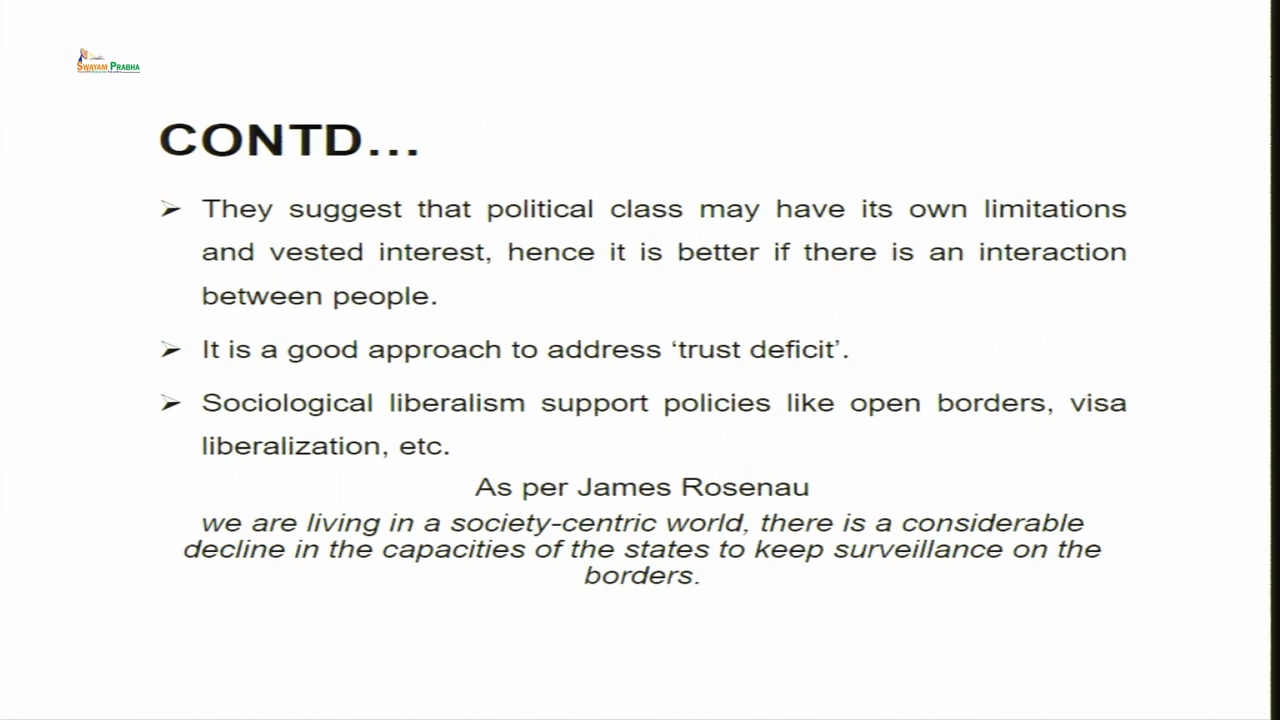 SWAYAM PRABHA
CONTD...
➢ They suggest that political class may have its own limitations
and vested interest, hence it is better if there is an interaction
between people.
➢ It is a good approach to address ‘trust deficit’.
➢ Sociological liberalism support policies like open borders, visa
liberalization, etc.
As per James Rosenau
we are living in a society-centric world, there is a considerable
decline in the capacities of the states to keep surveillance on the
borders.